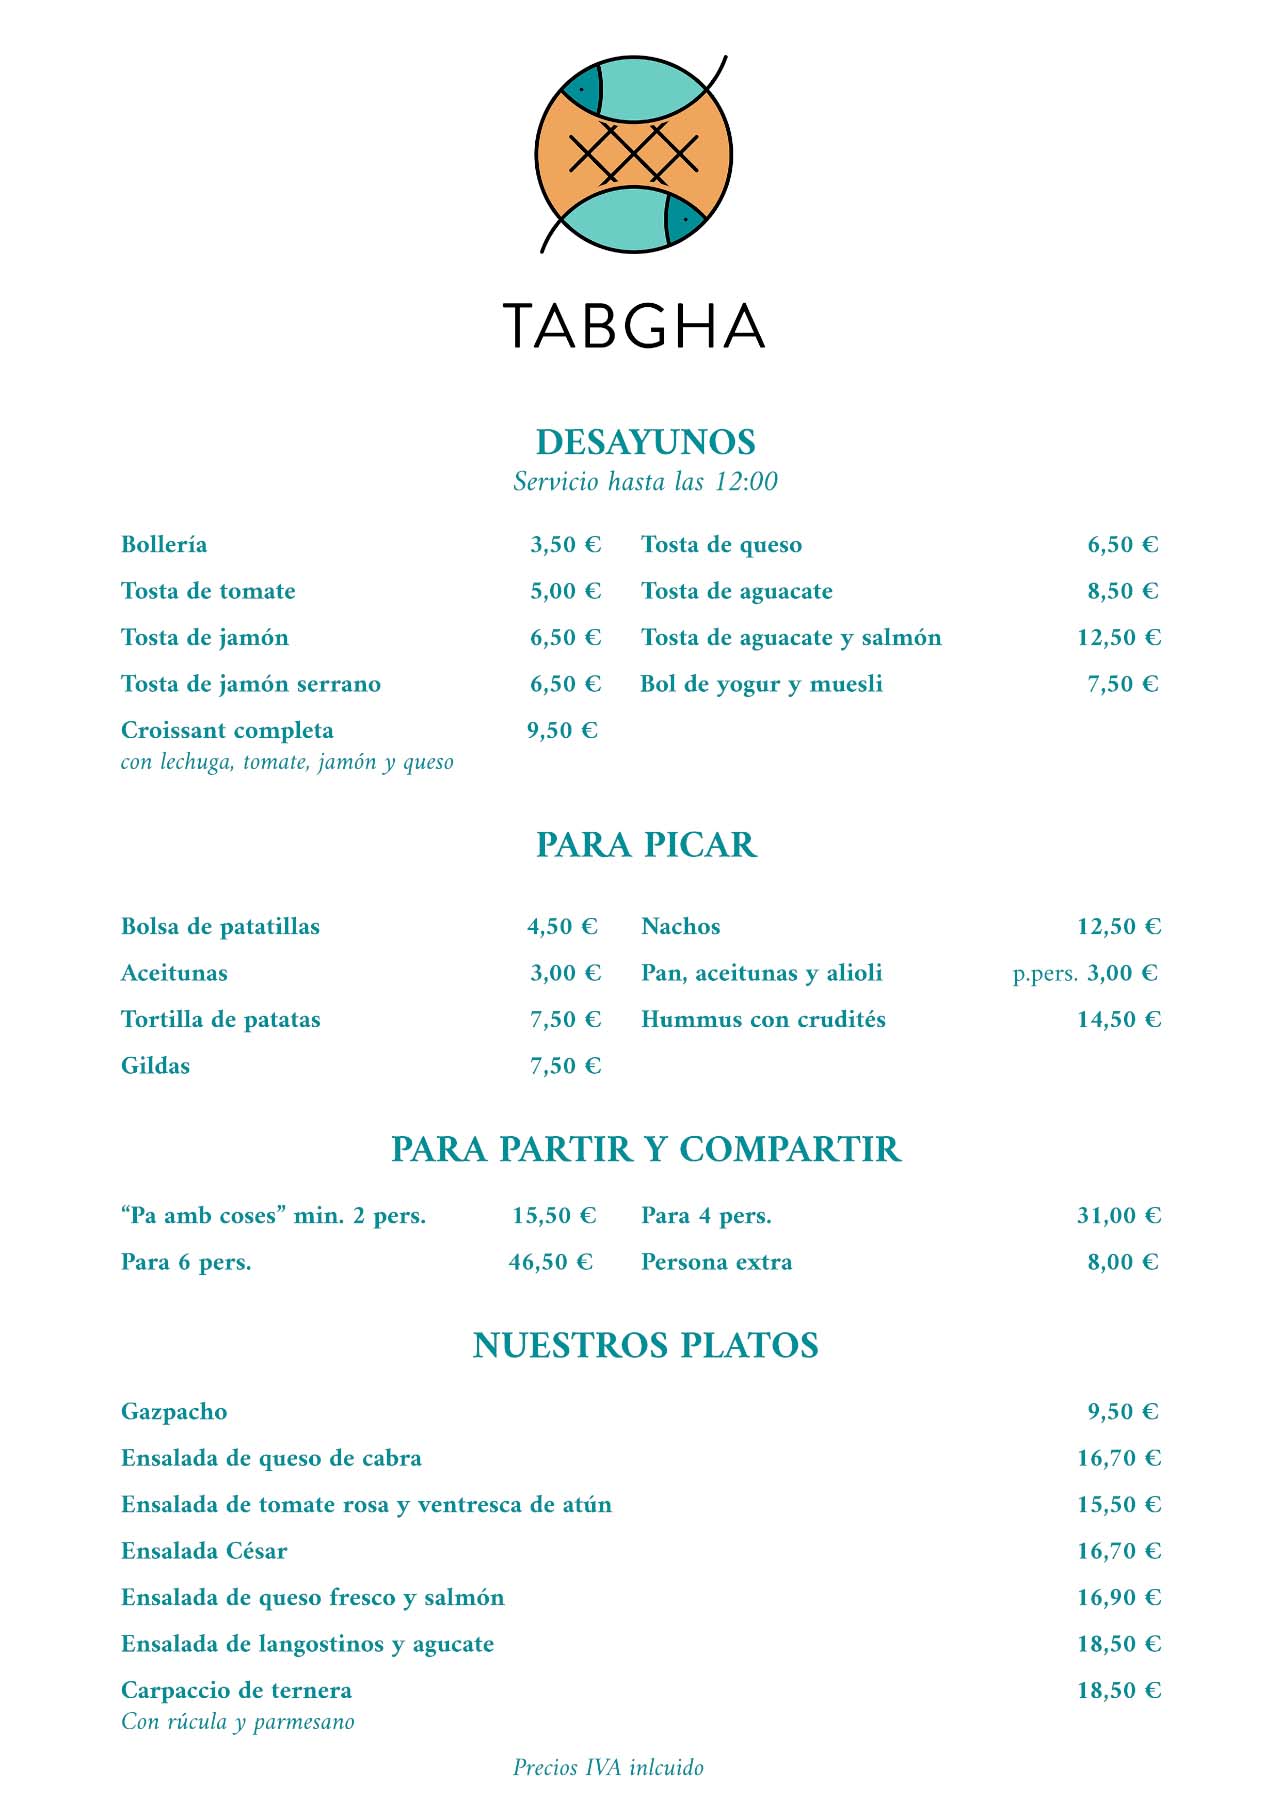 TABGHA
DESAYUNOS
Servicio hasta las 12:00
Bollería 3,50 € Tosta de queso 6,50 €
Tosta de tomate 5,00 € Tosta de aguacate 8,50 €
Tosta de jamón 6,50 € Tosta de aguacate y salmón 12,50 €
Tosta de jamón serrano 6,50 € Bol de yogur y muesli 7,50 €
Croissant completa 9,50 €
con lechuga, tomate, jamón y queso
PARA PICAR
Bolsa de patatillas 4,50 € Nachos 12,50 €
Aceitunas 3,00 € Pan, aceitunas y alioli p.pers. 3,00 €
Tortilla de patatas 7,50 € Hummus con crudités 14,50 €
Gildas 7,50 €
PARA PARTIR Y COMPARTIR
“Pa amb coses” min. 2 pers. 15,50 € Para 4 pers. 31,00 €
Para 6 pers. 46,50 € Persona extra 8,00 €
NUESTROS PLATOS
Gazpacho 9,50 €
Ensalada de queso de cabra 16,70 €
Ensalada de tomate rosa y ventresca de atún 15,50 €
Ensalada César 16,70 €
Ensalada de queso fresco y salmón 16,90 €
Ensalada de langostinos y agucate 18,50 €
Carpaccio de ternera 18,50 €
Con rúcula y parmesano
Precios IVA inlcuido